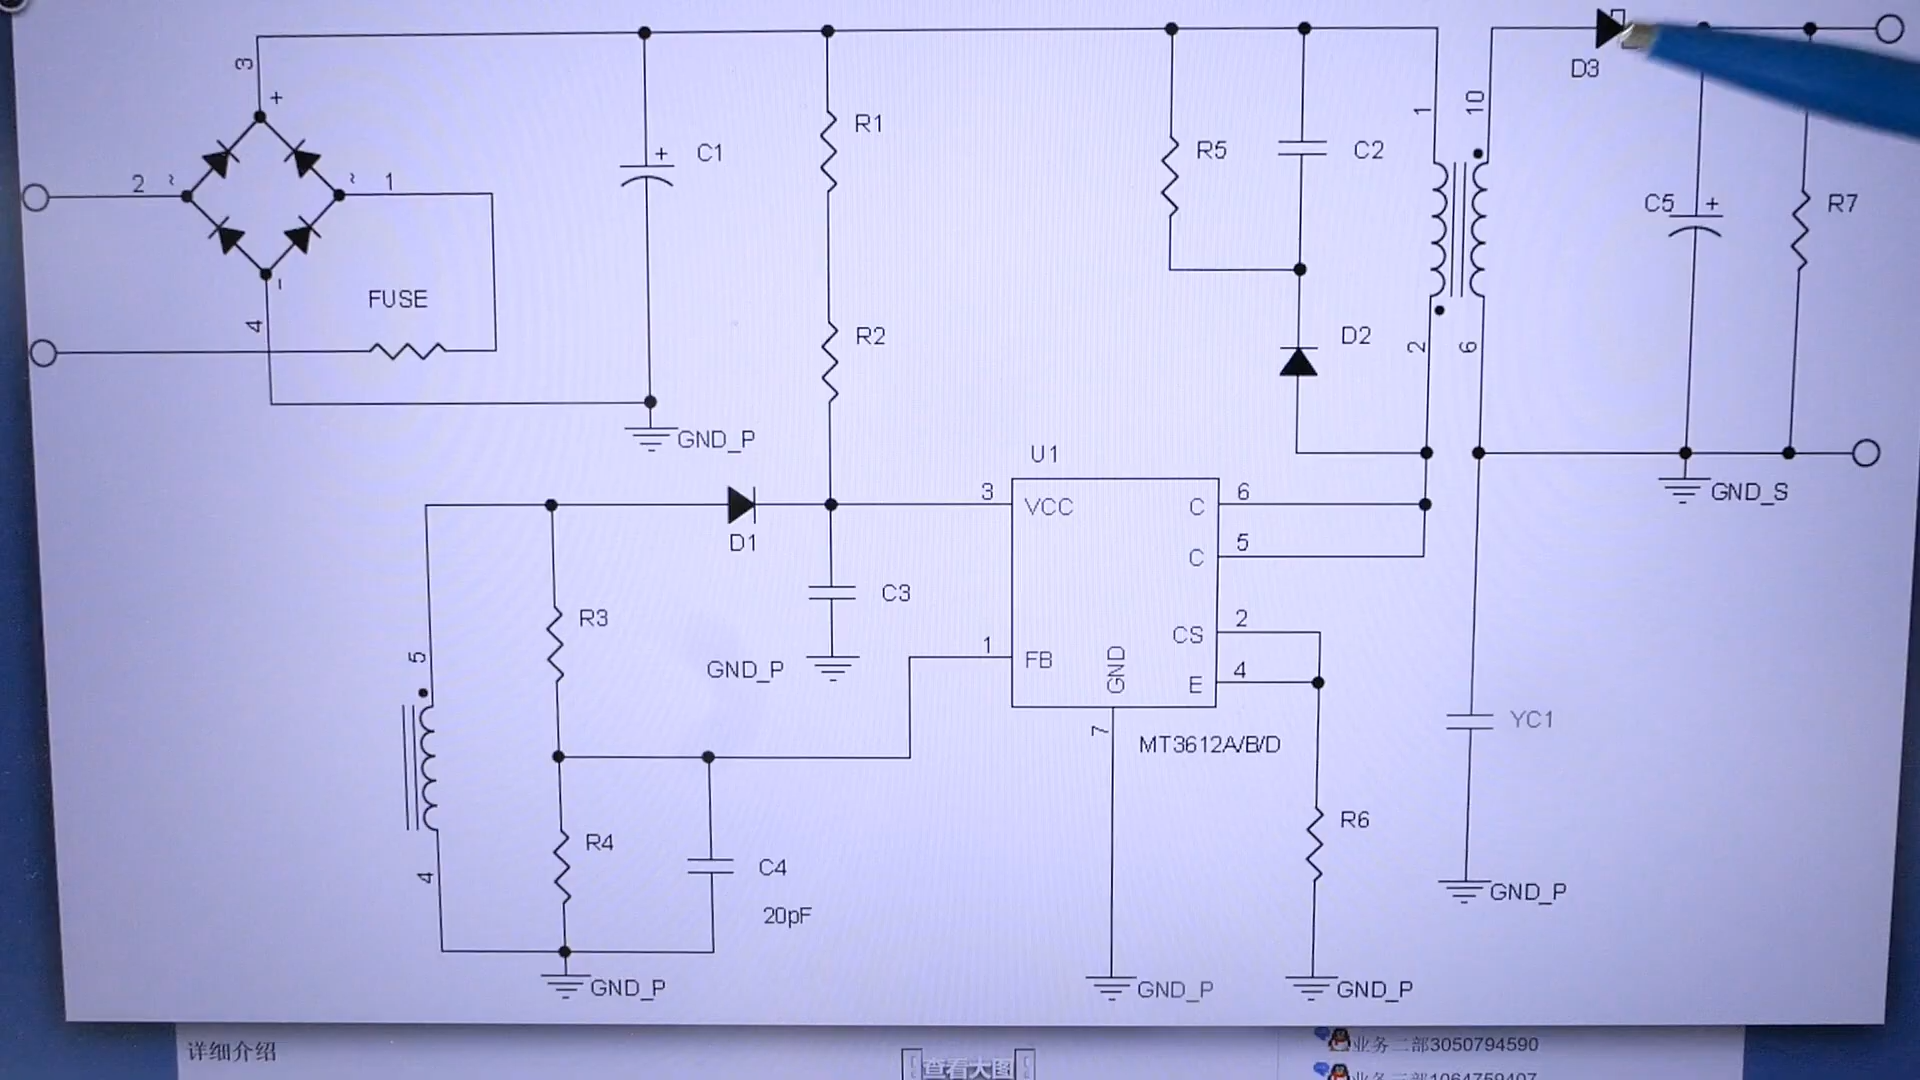 3
+
R1
C1
+
R5
C2
1
10
D3
2
~
~
1
C5
+
R7
-
FUSE
4
R2
D2
2
6
GND_P
U1
GND_S
3
VCC
C
6
D1
C
5
C3
R3
CS
2
5
GND_P
1
FB
GND
E
4
7
MT3612A/B/D
YC1
R6
R4
4
C4
20pF
GND_P
GND_P
GND_P
GND_P
详细介绍
查看大图
业务二部3050794590